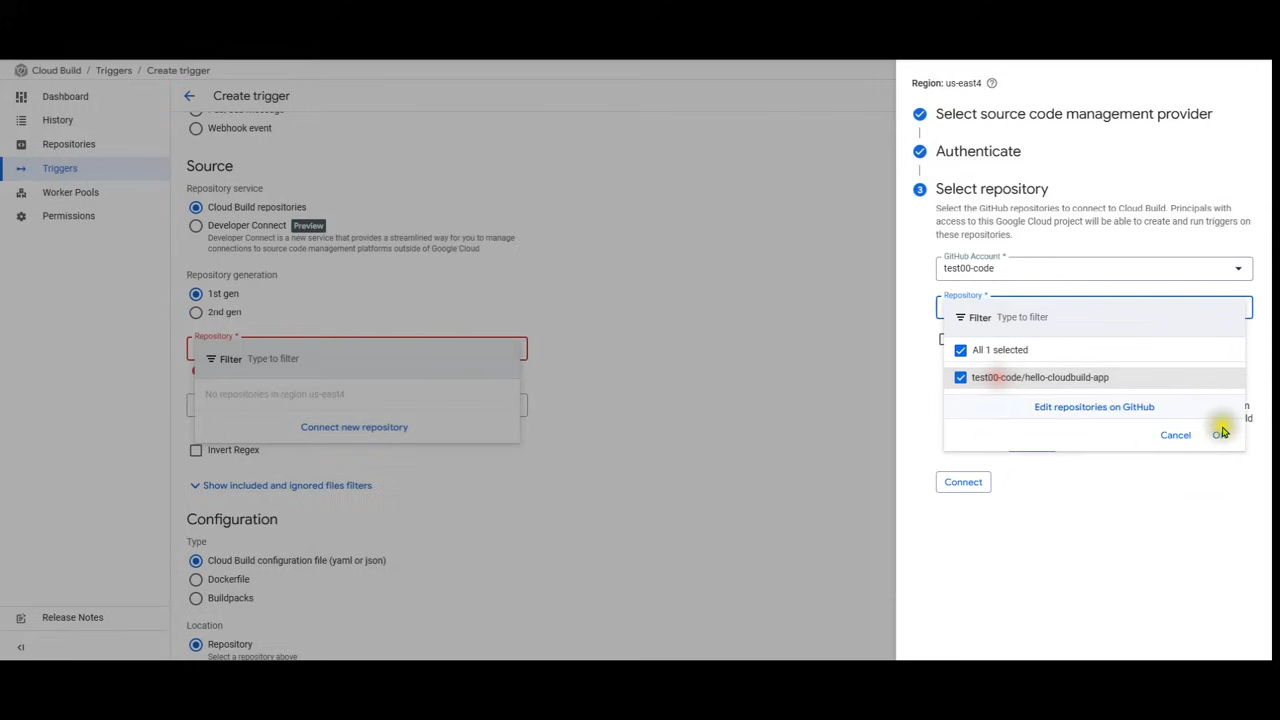 Cloud Build / Triggers / Create trigger
Dashboard
History
Repositories
Triggers
Worker Pools
Permissions
Release Notes
Create trigger
Webhook event
Source
Repository service
Cloud Build repositories
Developer Connect Preview
Developer Connect is a new service that provides a streamlined way for you to manage
connections to source code management platforms outside of Google Cloud
Repository generation
1st gen
2nd gen
Repository *
Filter Type to filter
No repositories in region us-east4
Connect new repository
Invert Regex
Show included and ignored files filters
Configuration
Type
Cloud Build configuration file (yaml or json)
Dockerfile
Buildpacks
Location
Repository
Select a repository above
Region: us-east4
Select source code management provider
Authenticate
3 Select repository
Select the GitHub repositories to connect to Cloud Build. Principals with
access to this Google Cloud project will be able to create and run triggers on
these repositories.
GitHub Account *
test00-code
Repository *
Filter Type to filter
All 1 selected
test00-code/hello-cloudbuild-app
Edit repositories on GitHub
Cancel
Connect